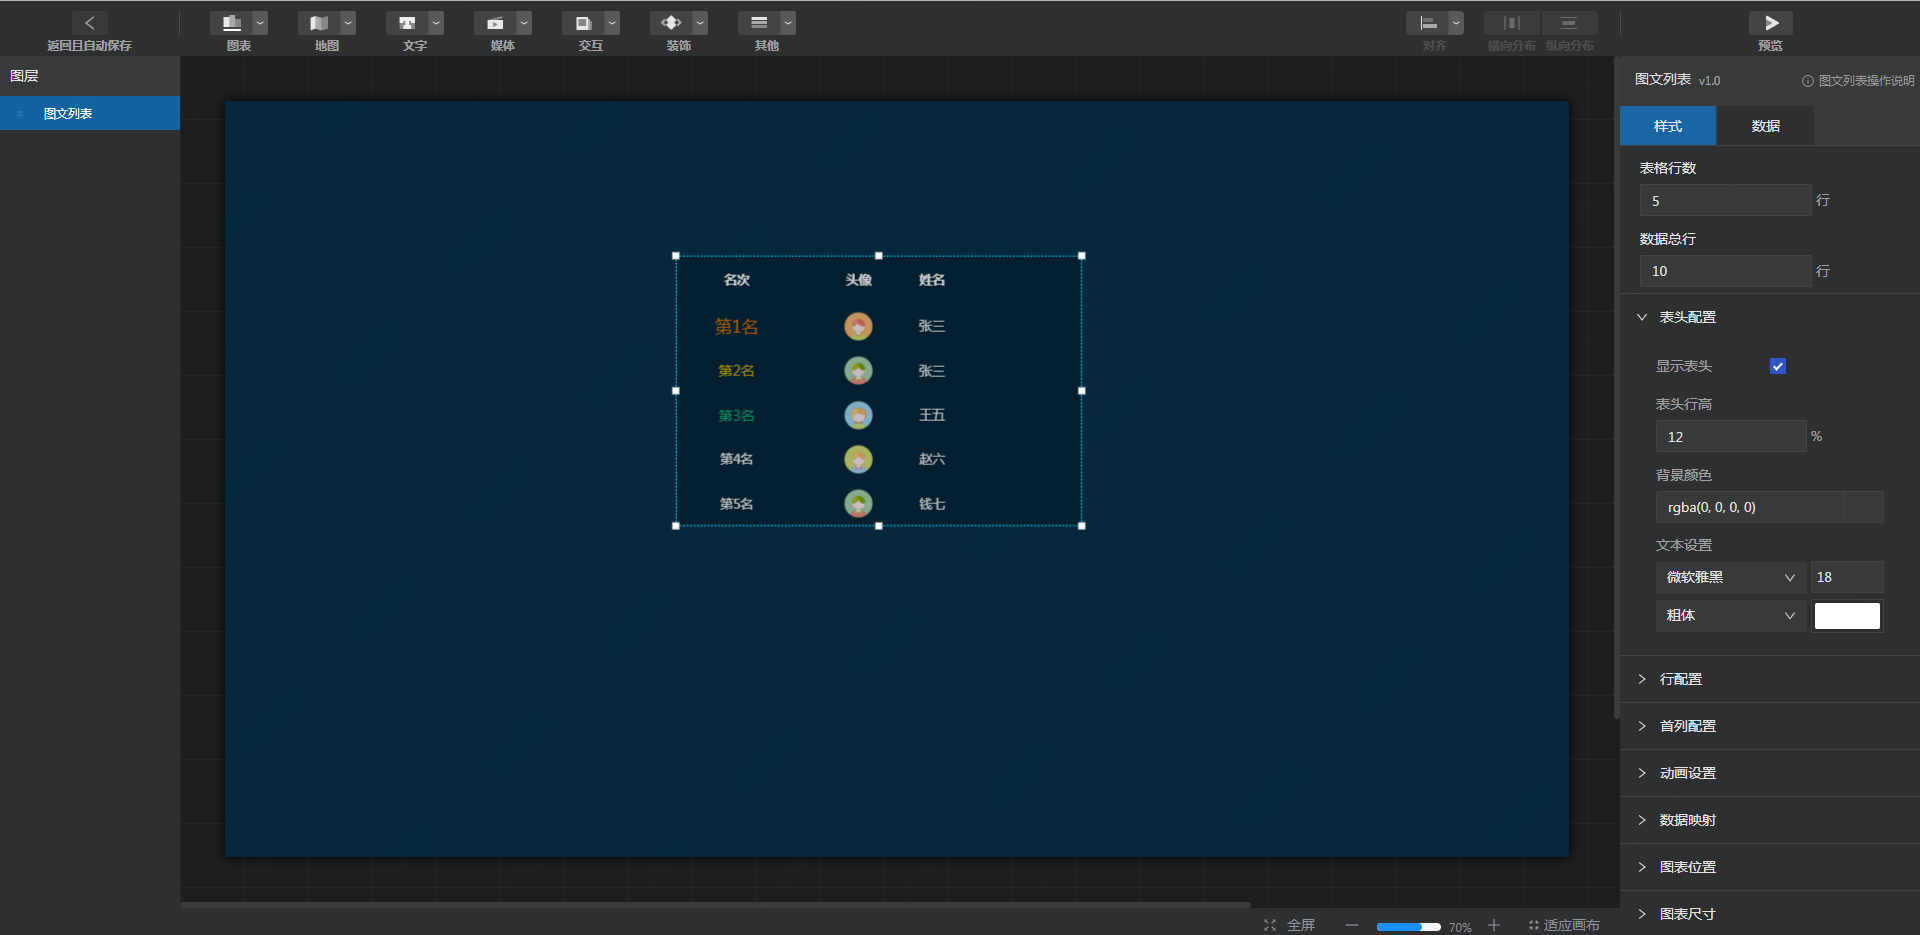 返回且自动保存
图表
地图
文字
媒体
交互
装饰
其他
对齐
横向分布
纵向分布
预览
图层
图文列表
名次 头像 姓名
第1名 张三
第2名 张三
第3名 王五
第4名 赵六
第5名 钱七
图文列表 v1.0 图文列表操作说明
样式 数据
表格行数
5 行
数据总行
10 行
表头配置
显示表头
表头行高
12 %
背景颜色
rgba(0, 0, 0, 0)
文本设置
微软雅黑 18
粗体
行配置
首列配置
动画设置
数据映射
图表位置
图表尺寸
全屏 70% 适应画布